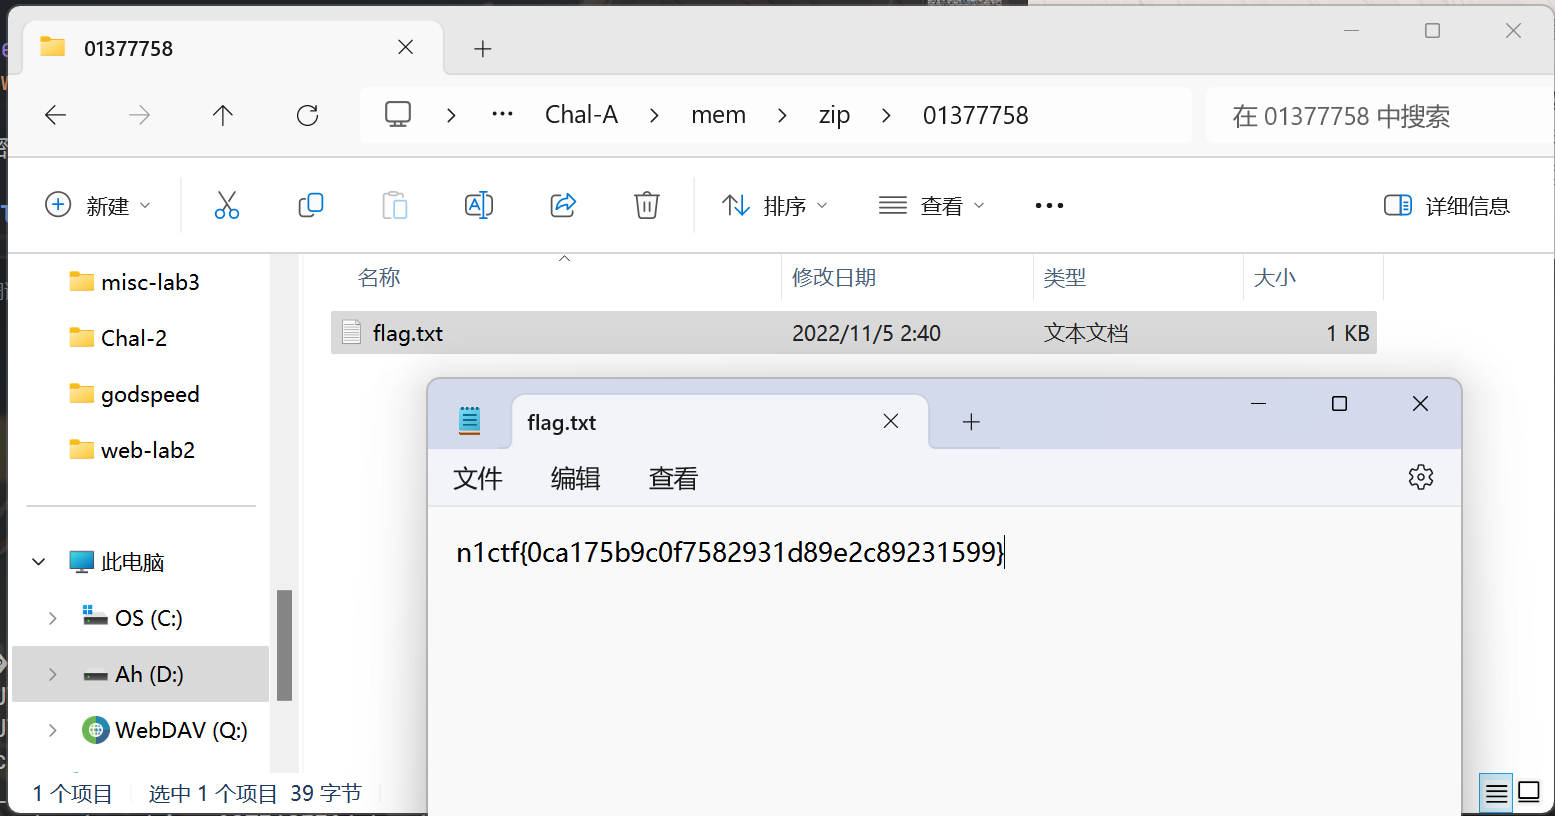 01377758
Chal-A
mem
zip
01377758
在 01377758 中搜索
新建
排序
查看
详细信息
misc-lab3
Chal-2
godspeed
web-lab2
此电脑
OS (C:)
Ah (D:)
WebDAV (Q:)
名称 修改日期 类型 大小
flag.txt 2022/11/5 2:40 文本文档 1 KB
flag.txt
文件 编辑 查看
n1ctf{0ca175b9c0f7582931d89e2c89231599}
1 个项目 选中 1 个项目 39 字节